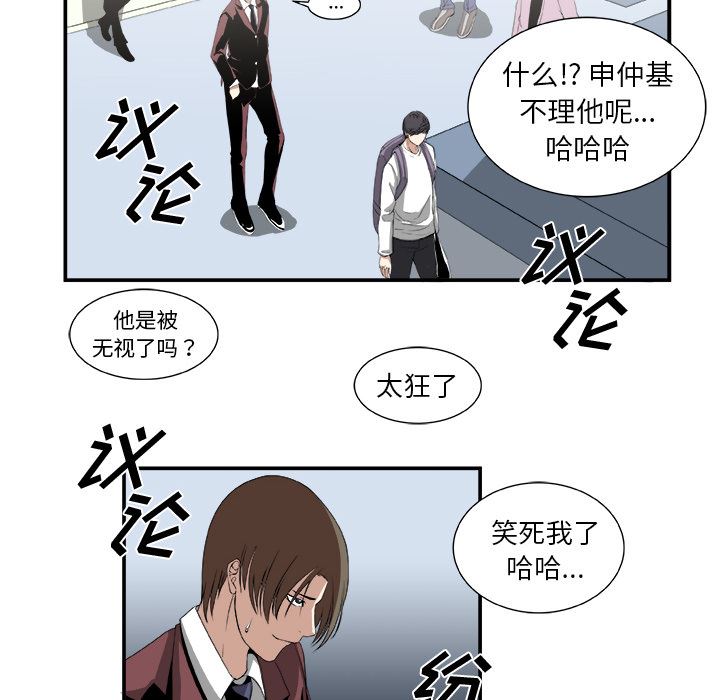 ...
什么!? 申仲基
不理他呢...
哈哈哈
议论
议论
他是被
无视了吗？
太狂了
议论
笑死我了
哈哈...
纷